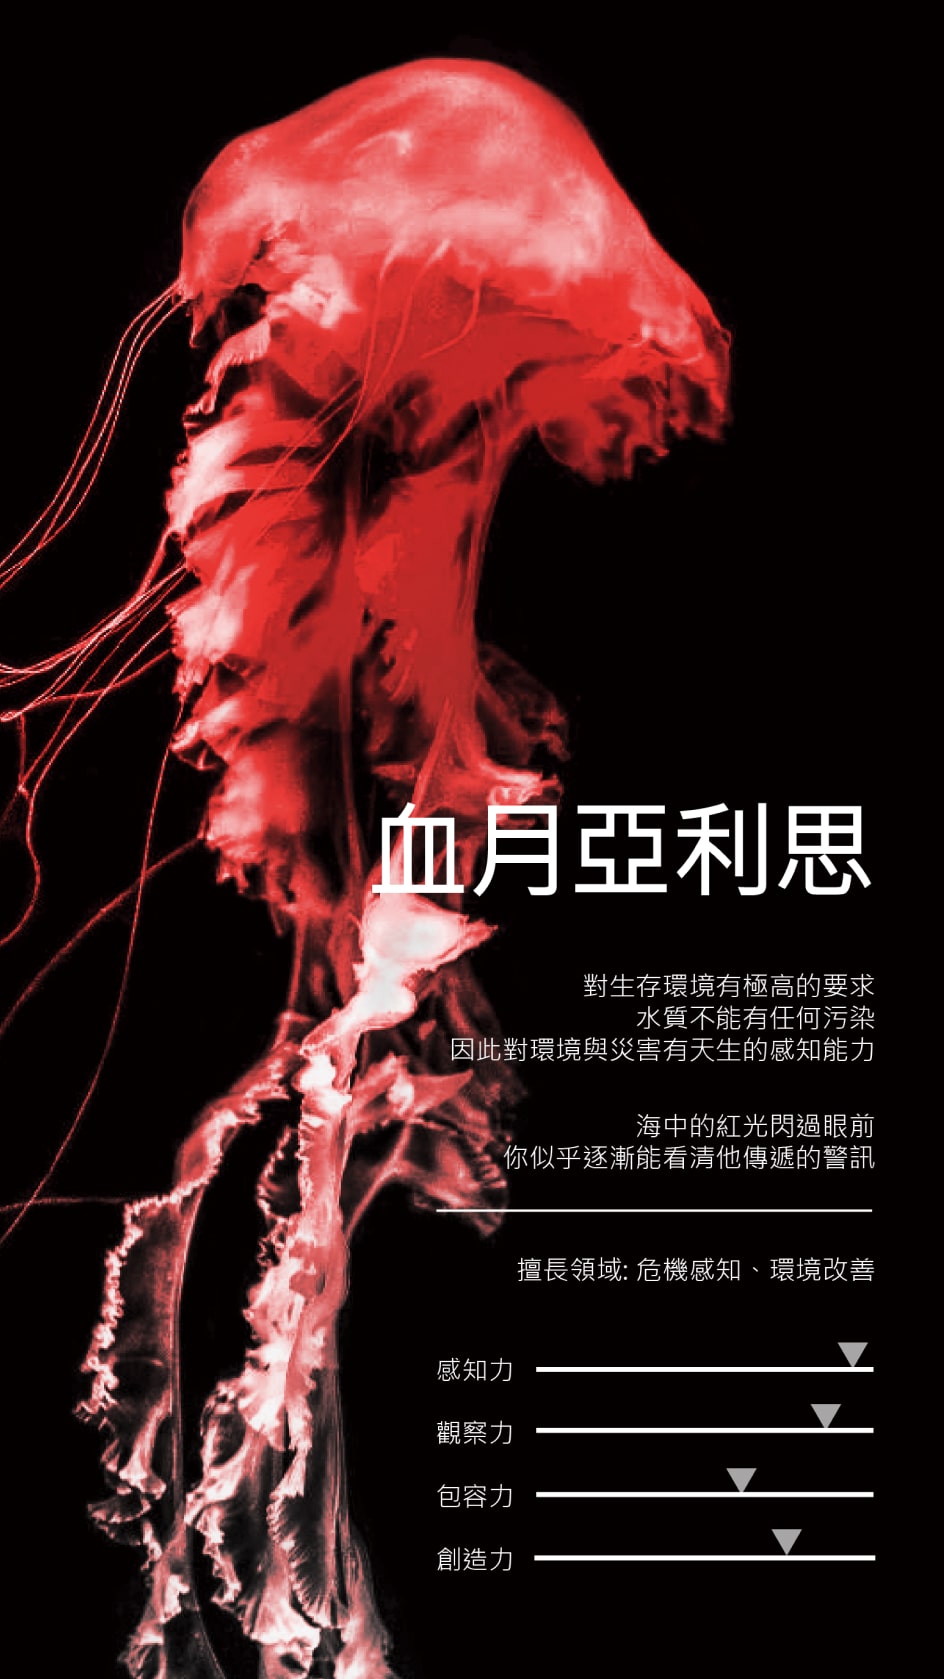 血月亞利思
對生存環境有極高的要求
水質不能有任何污染
因此對環境與災害有天生的感知能力
海中的紅光閃過眼前
你似乎逐漸能看清他傳遞的警訊
擅長領域: 危機感知、環境改善
感知力
觀察力
包容力
創造力